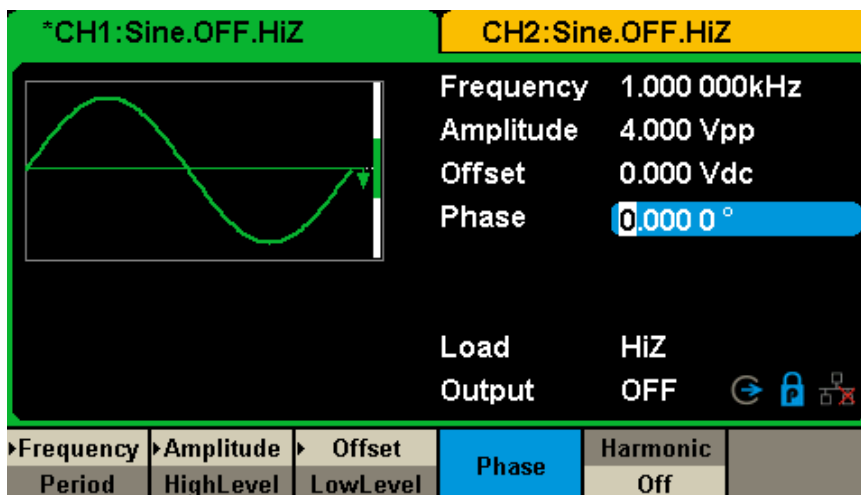 *CH1:Sine.OFF.HiZ CH2:Sine.OFF.HiZ
Frequency 1.000 000kHz
Amplitude 4.000 Vpp
Offset 0.000 Vdc
Phase 0.000 0 °
Load HiZ
Output OFF P
Frequency Amplitude Offset Phase Harmonic
Period HighLevel LowLevel Off